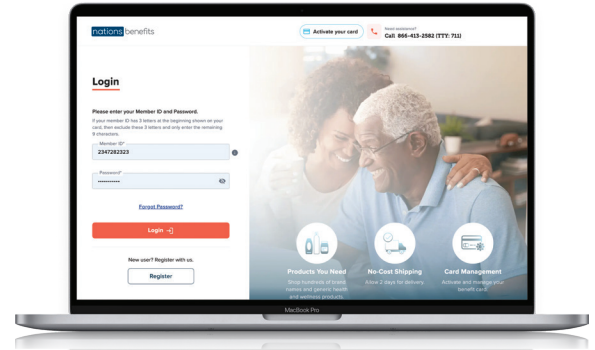 nations benefits
Activate your card
Need assistance?
Call 866-413-2582 (TTY: 711)
Login
Please enter your Member ID and Password.
If your member ID has 3 letters at the beginning shown on your
card, then exclude these 3 letters and only enter the remaining
9 characters.
Member ID*
2347282323
Password*
Forgot Password?
Login
New user? Register with us.
Register
Products You Need
Shop hundreds of brand
names and generic health
and wellness products.
No-Cost Shipping
Allow 2 days for delivery.
Card Management
Activate and manage your
benefit card.
MacBook Pro